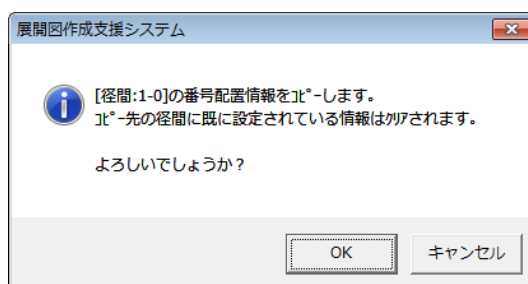 展開図作成支援システム
[径間:1-0]の番号配置情報をｺﾋﾟｰします。
ｺﾋﾟｰ先の径間に既に設定されている情報はｸﾘｱされます。
よろしいでしょうか？
OK
キャンセル